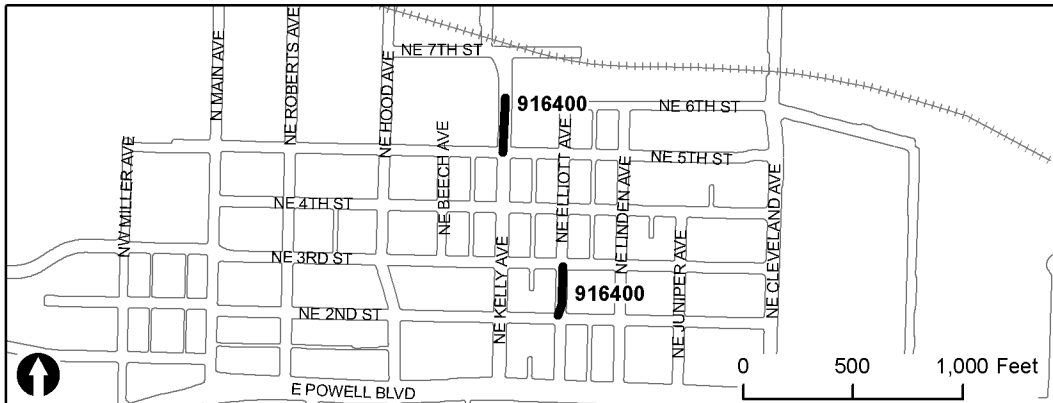 NE 7TH ST
N MAIN AVE
NE ROBERTS AVE
NE HOOD AVE
916400
NE 6TH ST
NE BEECH AVE
NE ELLIOTT AVE
NE 5TH ST
NW MILLER AVE
NE LINDEN AVE
NE CLEVELAND AVE
NE 4TH ST
NE KELLY AVE
NE JUNIPER AVE
NE 3RD ST
916400
NE 2ND ST
0 500 1,000 Feet
E POWELL BLVD